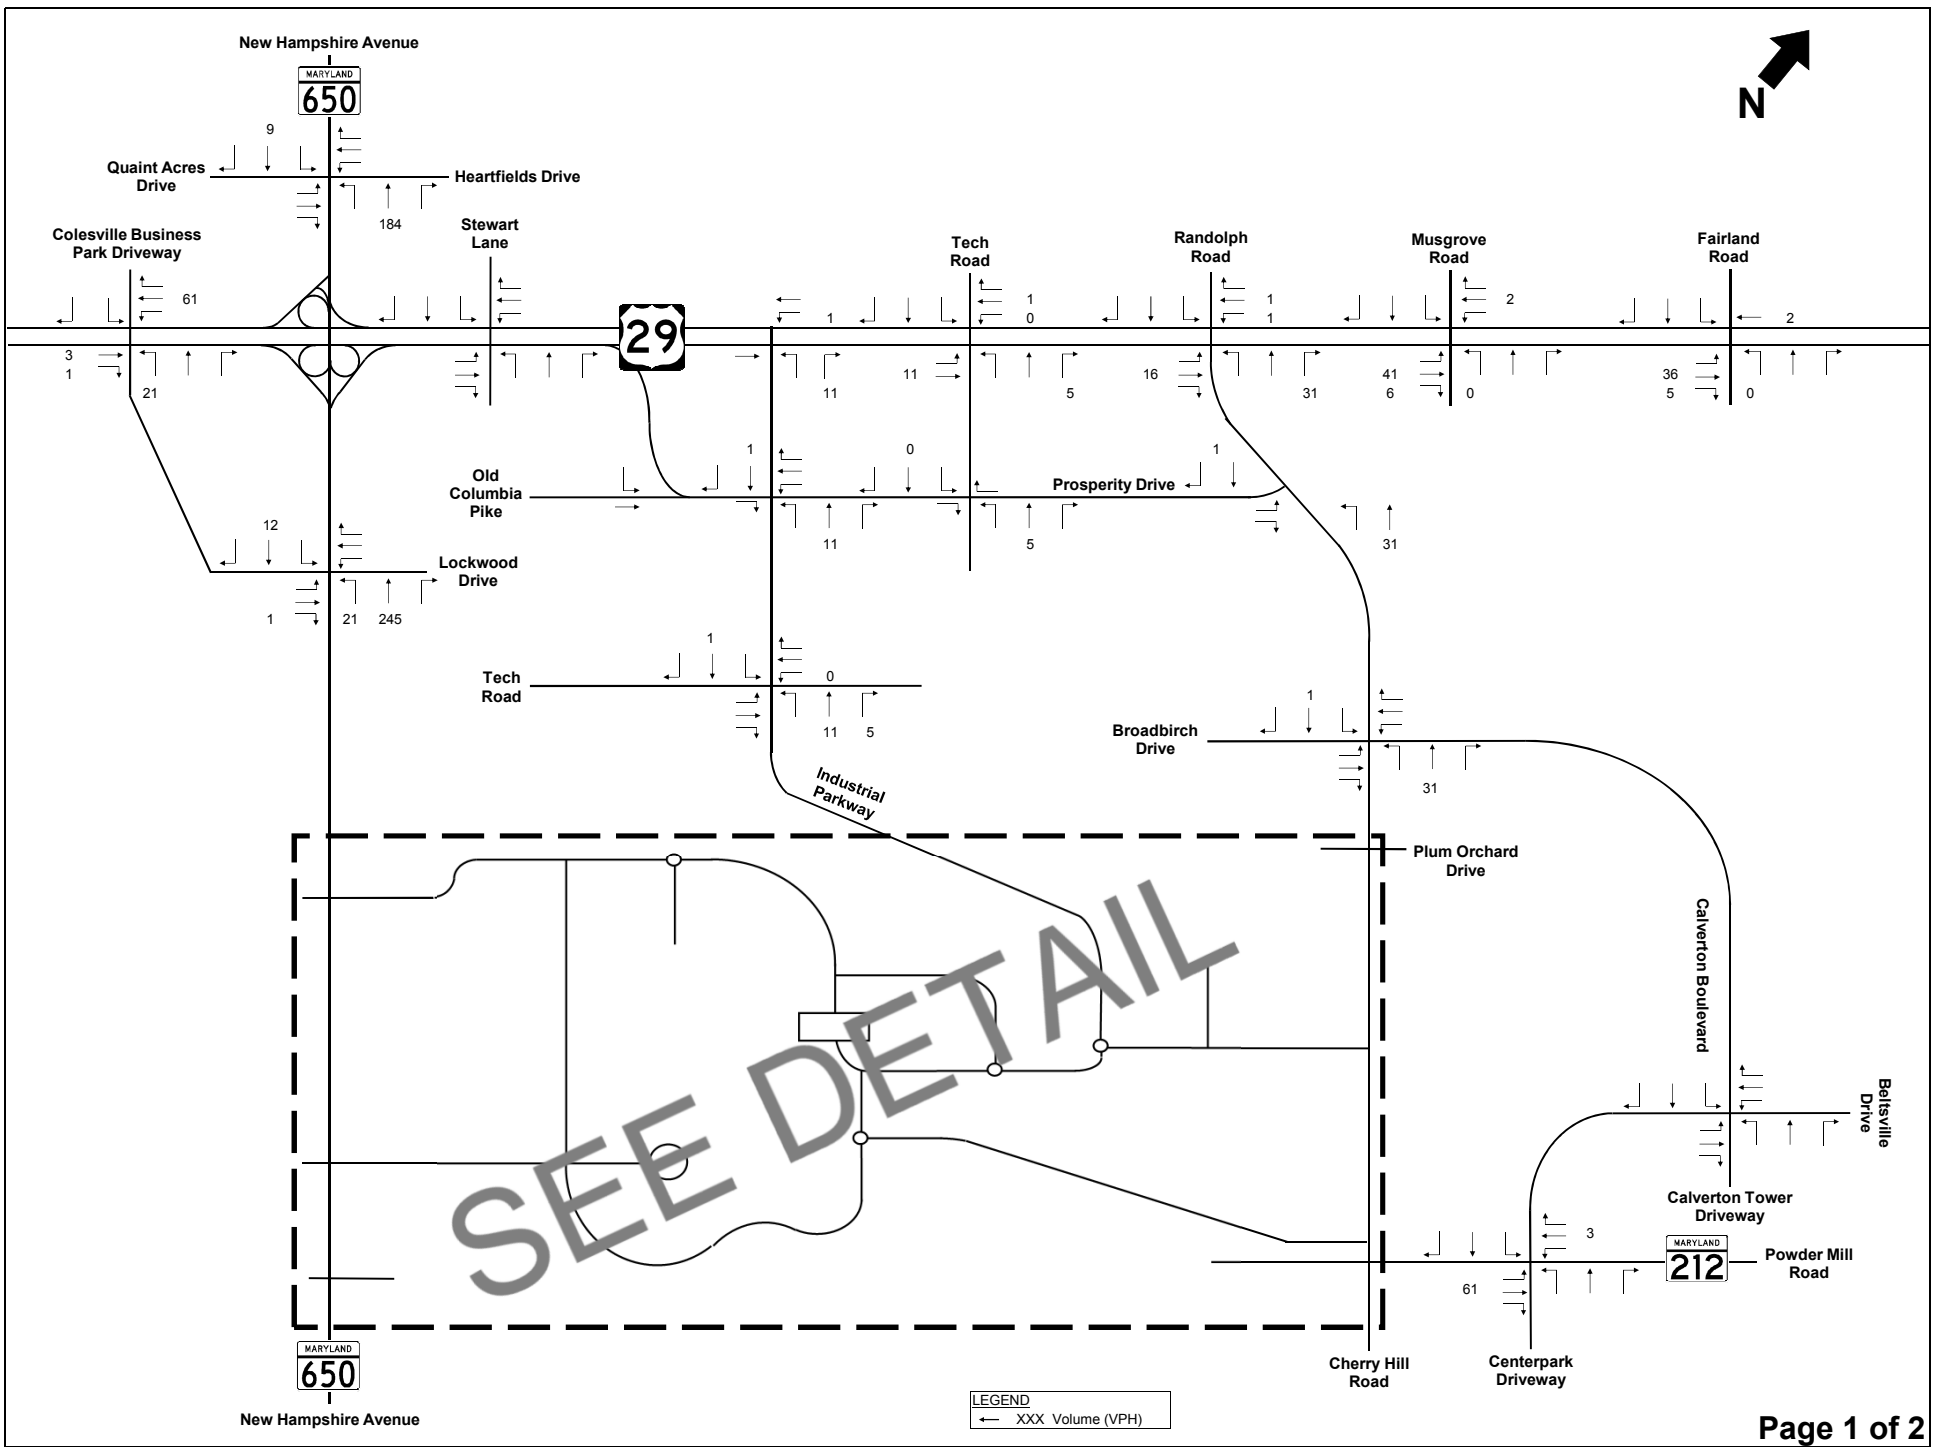 New Hampshire Avenue
MARYLAND
650
N
9
Quaint Acres
Drive
Heartfields Drive
184
Colesville Business
Park Driveway
Stewart
Lane
Tech
Road
Randolph
Road
Musgrove
Road
Fairland
Road
61
29
1
1
0
1
1
2
2
3
1
21
11
11
5
16
31
41
6
0
36
5
0
Old
Columbia
Pike
1
0
Prosperity Drive
1
11
5
31
12
Lockwood
Drive
1
21
245
Tech
Road
1
0
11
5
Broadbirch
Drive
1
31
Industrial
Parkway
Plum Orchard
Drive
Calverton Boulevard
SEE DETAIL
Beltsville
Drive
Calverton Tower
Driveway
3
MARYLAND
212
Powder Mill
Road
61
MARYLAND
650
New Hampshire Avenue
Cherry Hill
Road
Centerpark
Driveway
LEGEND
XXX Volume (VPH)
Page 1 of 2